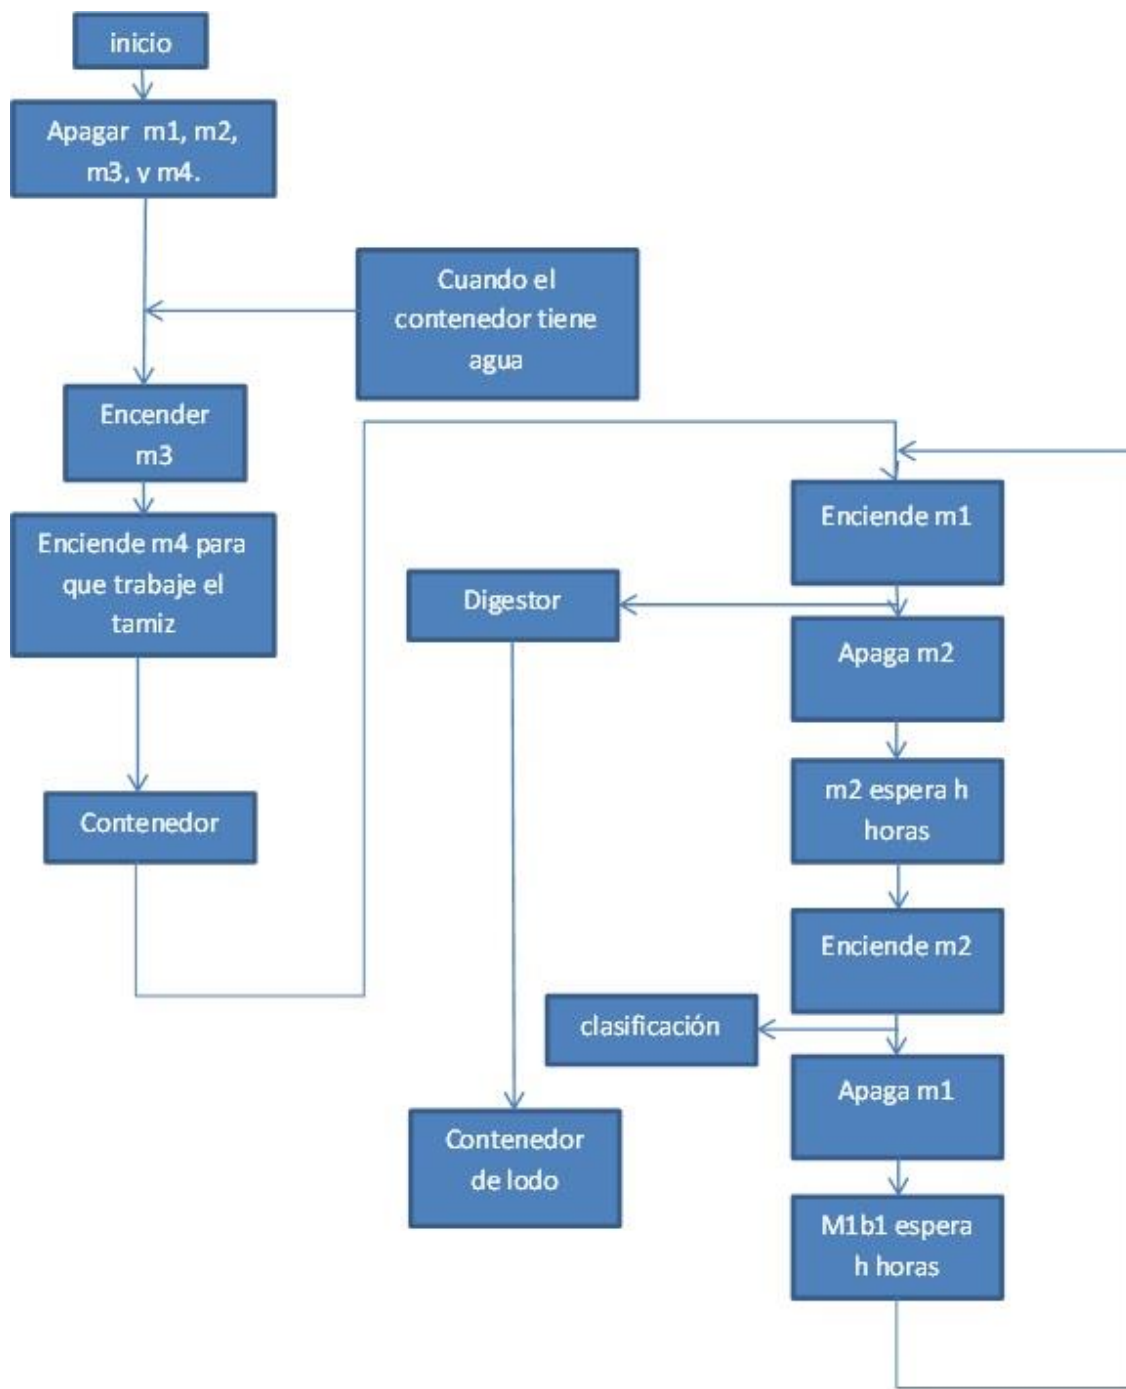 inicio
Apagar m1, m2,
m3, y m4.
Cuando el
contenedor tiene
agua
Encender
m3
Enciende m4 para
que trabaje el
tamiz
Contenedor
Enciende m1
Digestor
Apaga m2
m2 espera h
horas
Enciende m2
clasificación
Apaga m1
Contenedor
de lodo
M1b1 espera
h horas